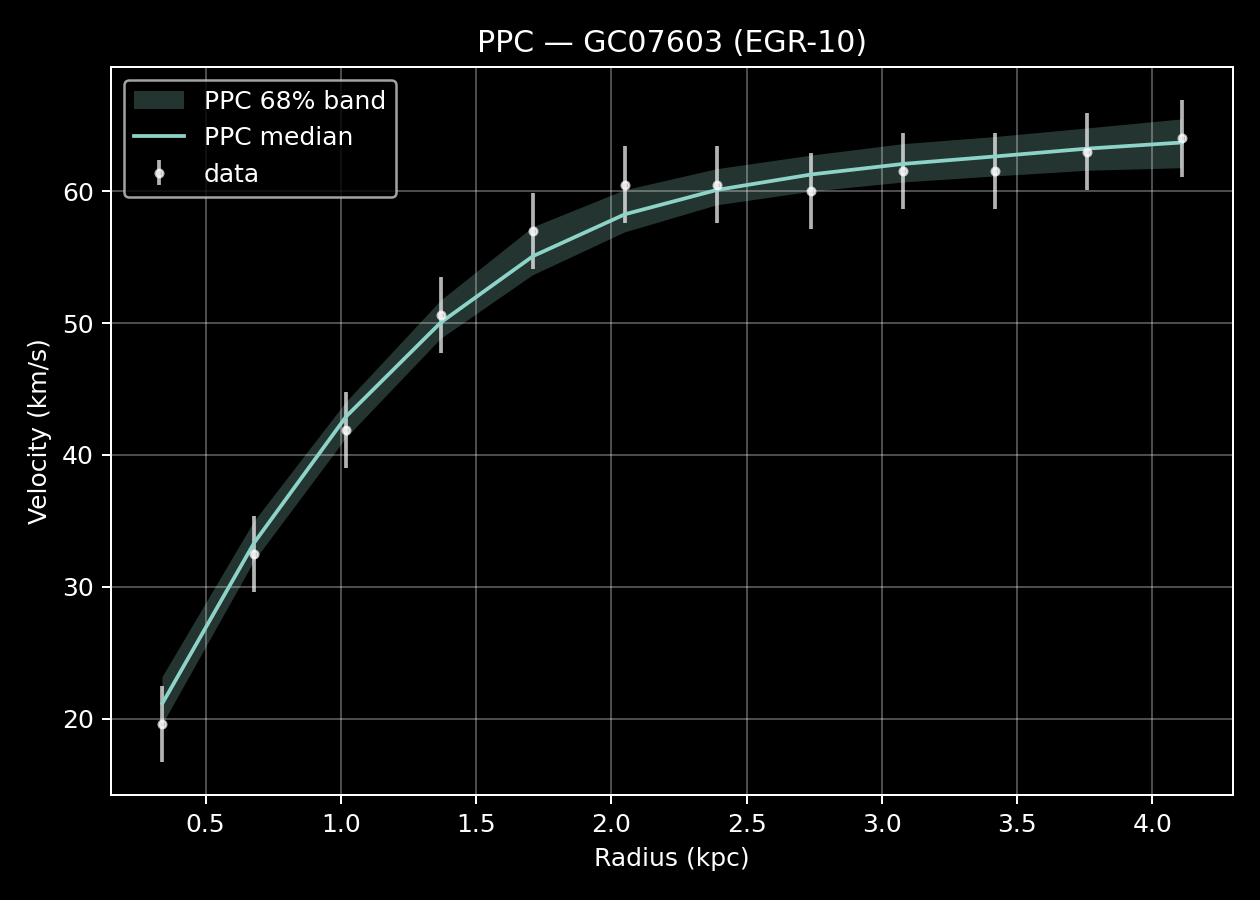 PPC — GC07603 (EGR-10)
PPC 68% band
PPC median
data
Velocity (km/s)
60
50
40
30
20
0.5 1.0 1.5 2.0 2.5 3.0 3.5 4.0
Radius (kpc)